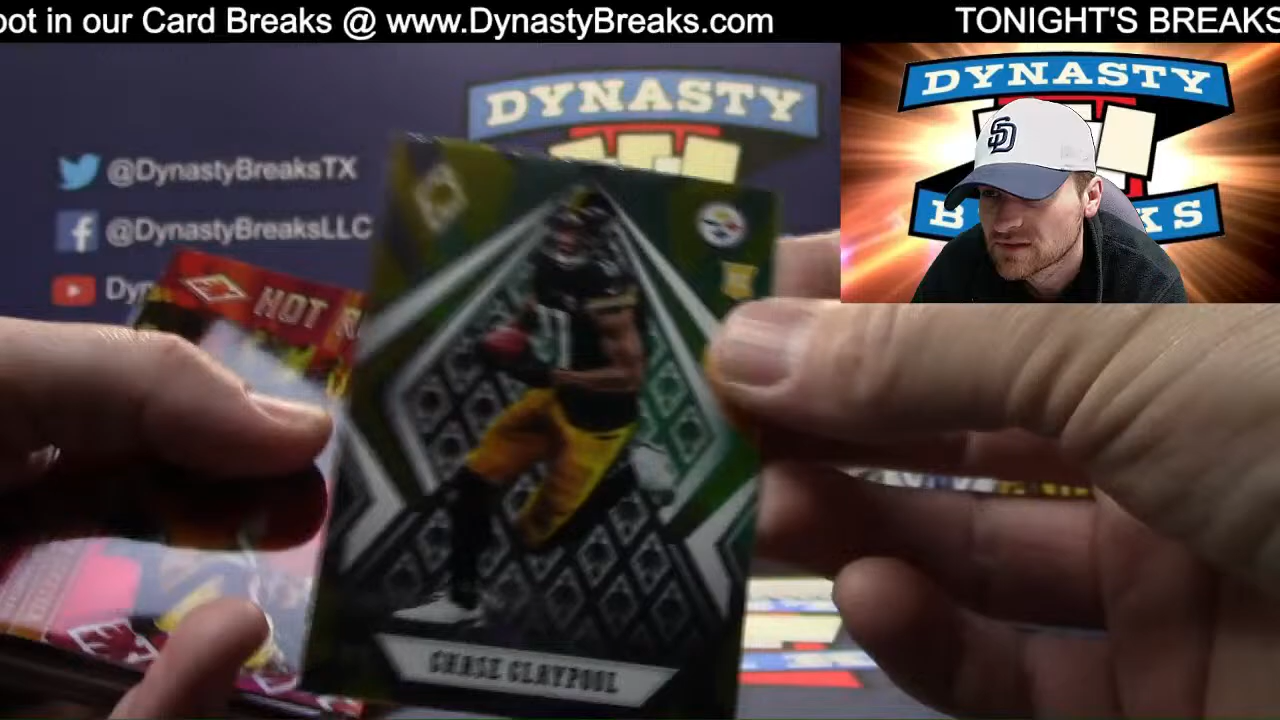 oot in our Card Breaks @ www.DynastyBreaks.com TONIGHT'S BREAKS
DYNASTY
DYNASTY
SD
@DynastyBreaksTX
@DynastyBreaksLLC
Dy
HOT
RC
CHASE CLAYPOOL